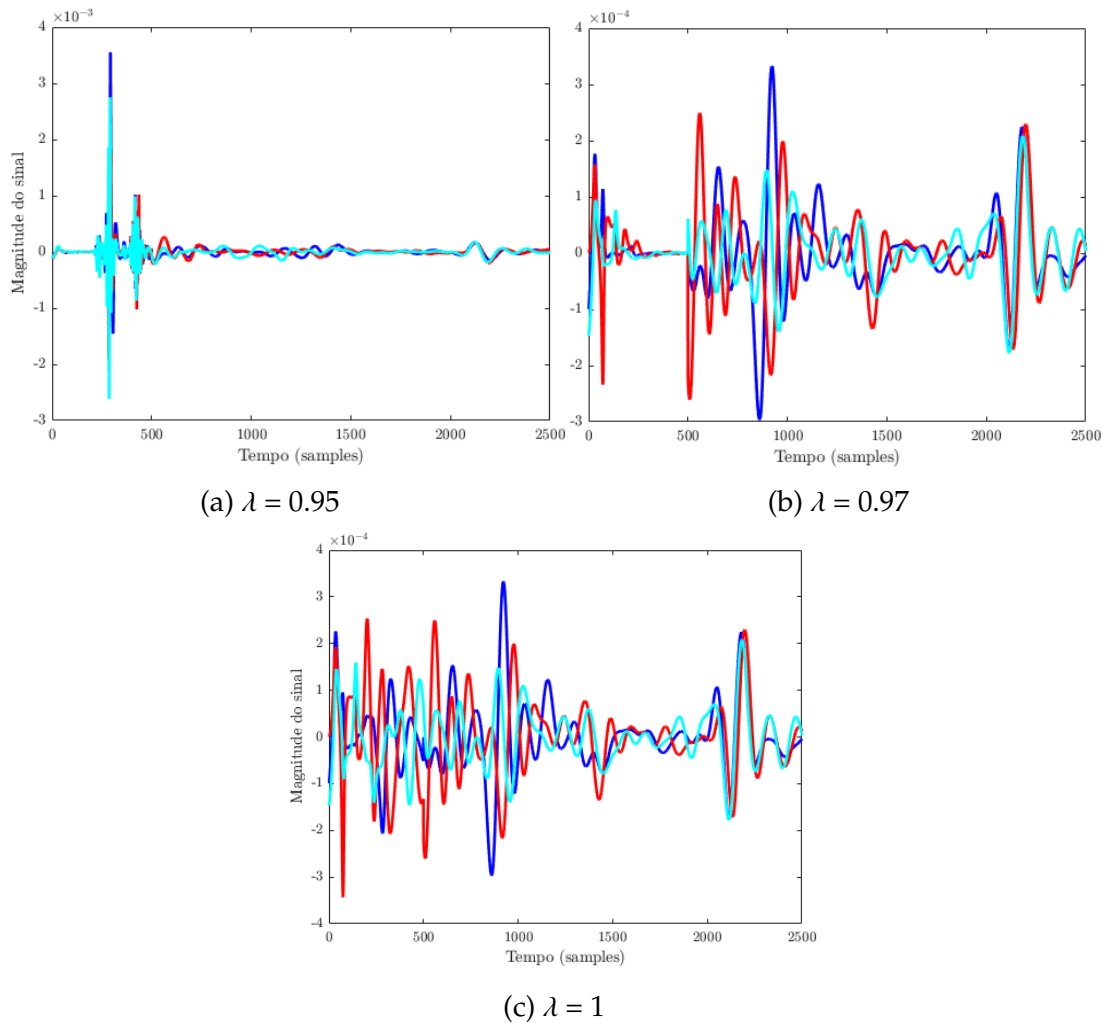 ×10⁻³
4
3
2
1
0
-1
-2
-3
0 500 1000 1500 2000 2500
Magnitude do sinal
Tempo (samples)
(a) λ = 0.95
×10⁻⁴
4
3
2
1
0
-1
-2
-3
0 500 1000 1500 2000 2500
Tempo (samples)
(b) λ = 0.97
×10⁻⁴
4
3
2
1
0
-1
-2
-3
-4
0 500 1000 1500 2000 2500
Magnitude do sinal
Tempo (samples)
(c) λ = 1